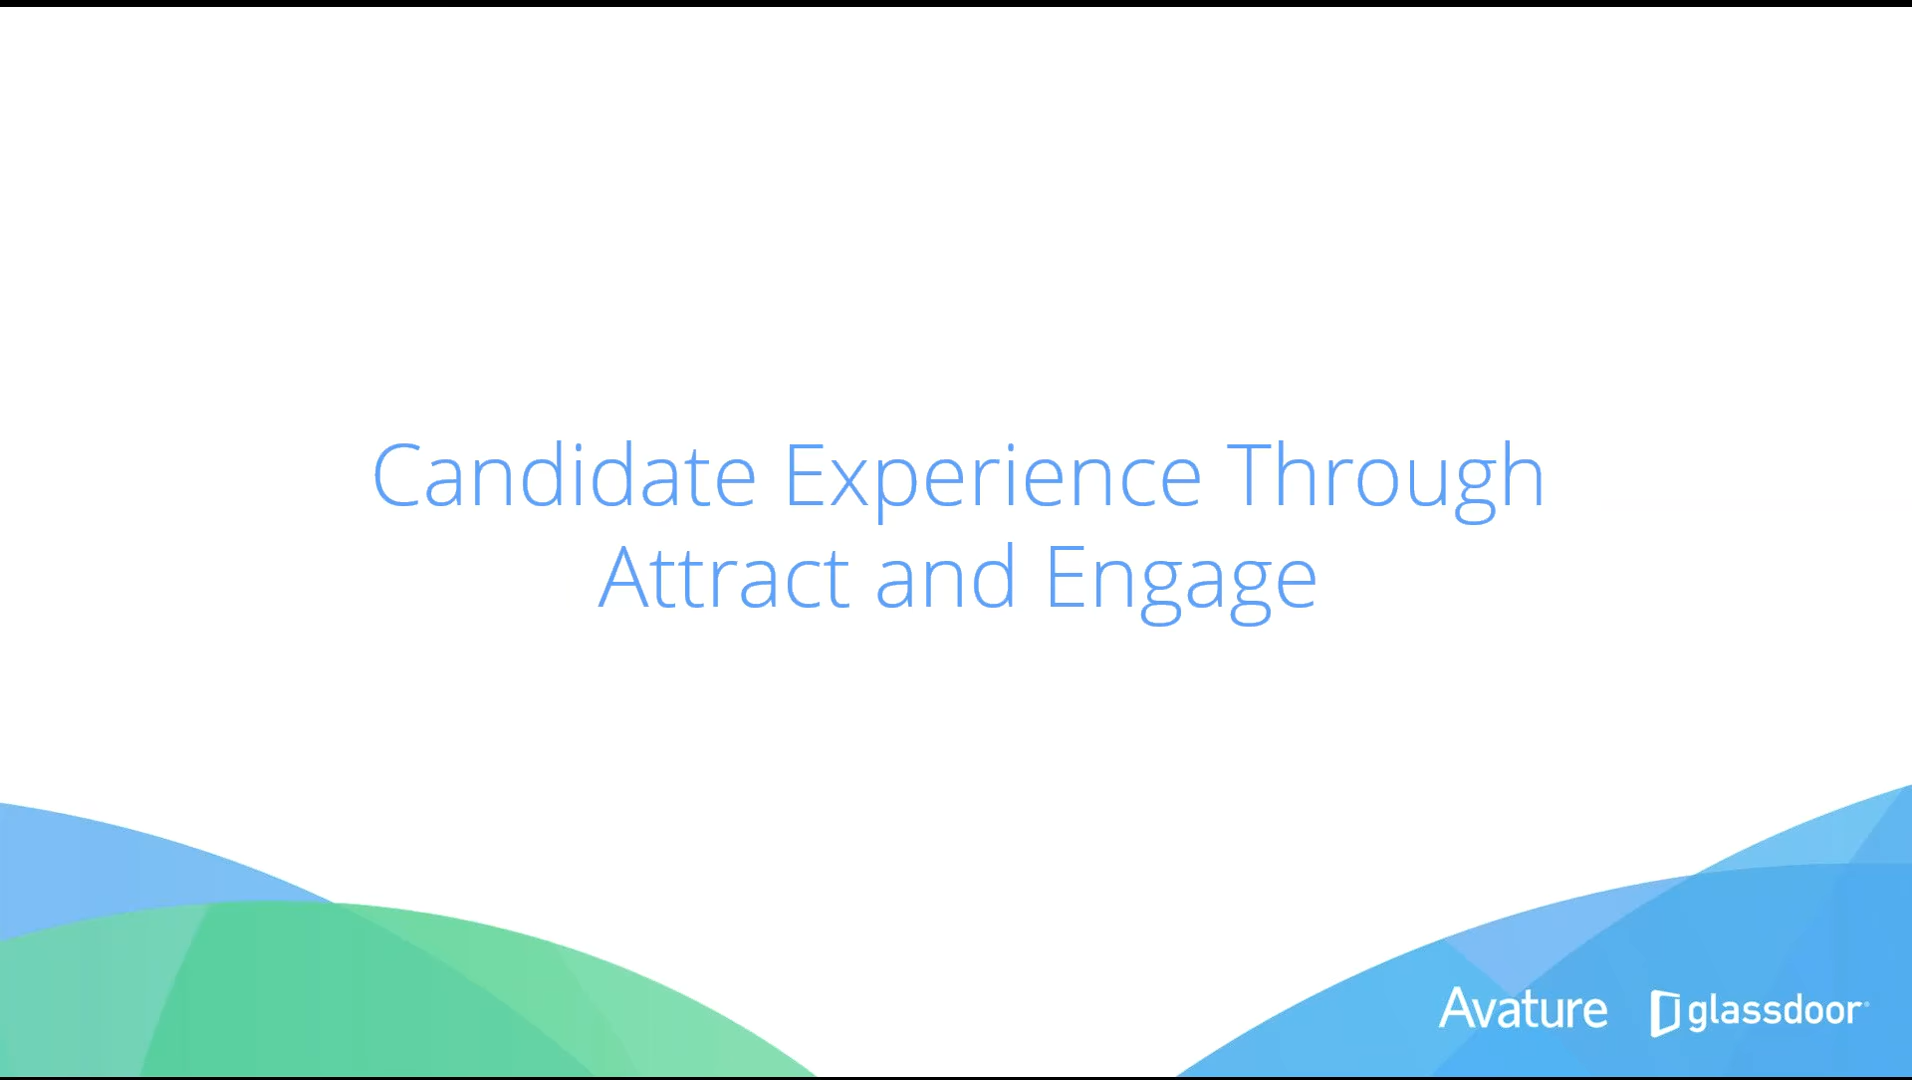 Candidate Experience Through
Attract and Engage
Avature glassdoor®